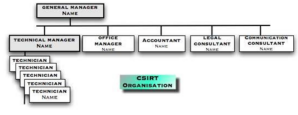 GENERAL MANAGER
NAME
TECHNICAL MANAGER
NAME
OFFICE
MANAGER
NAME
ACCOUNTANT
NAME
LEGAL
CONSULTANT
NAME
COMMUNICATION
CONSULTANT
NAME
TECHNICIAN
TECHNICIAN
TECHNICIAN
TECHNICIAN
TECHNICIAN
NAME
CSIRT
ORGANISATION